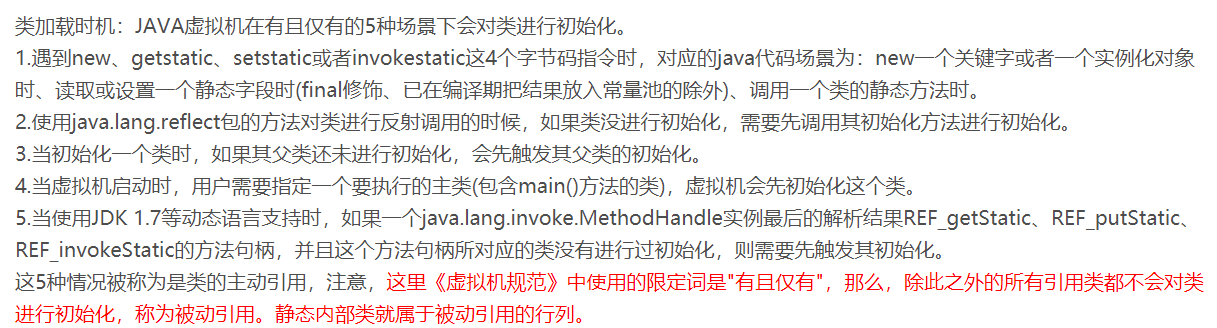 类加载时机：JAVA虚拟机在有且仅有的5种场景下会对类进行初始化。
1.遇到new、getstatic、setstatic或者invokestatic这4个字节码指令时，对应的java代码场景为：new一个关键字或者一个实例化对象
时、读取或设置一个静态字段时(final修饰、已在编译期把结果放入常量池的除外)、调用一个类的静态方法时。
2.使用java.lang.reflect包的方法对类进行反射调用的时候，如果类没进行初始化，需要先调用其初始化方法进行初始化。
3.当初始化一个类时，如果其父类还未进行初始化，会先触发其父类的初始化。
4.当虚拟机启动时，用户需要指定一个要执行的主类(包含main()方法的类)，虚拟机会先初始化这个类。
5.当使用JDK 1.7等动态语言支持时，如果一个java.lang.invoke.MethodHandle实例最后的解析结果REF_getStatic、REF_putStatic、
REF_invokeStatic的方法句柄，并且这个方法句柄所对应的类没有进行过初始化，则需要先触发其初始化。
这5种情况被称为是类的主动引用，注意，这里《虚拟机规范》中使用的限定词是"有且仅有"，那么，除此之外的所有引用类都不会对类
进行初始化，称为被动引用。静态内部类就属于被动引用的行列。